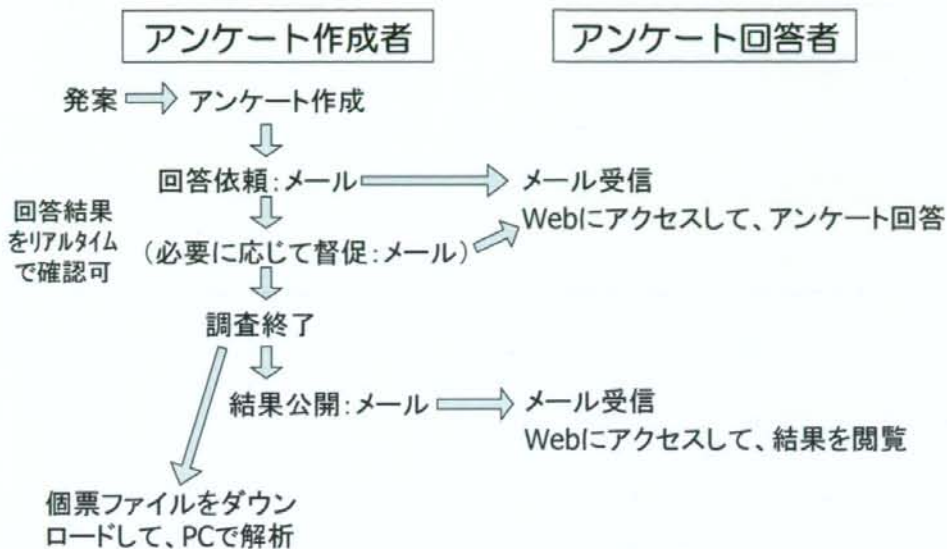 アンケート作成者
アンケート回答者
発案
アンケート作成
回答依頼:メール
メール受信
Webにアクセスして、アンケート回答
回答結果
をリアルタイム
で確認可
(必要に応じて督促:メール)
調査終了
結果公開:メール
メール受信
Webにアクセスして、結果を閲覧
個票ファイルをダウン
ロードして、PCで解析